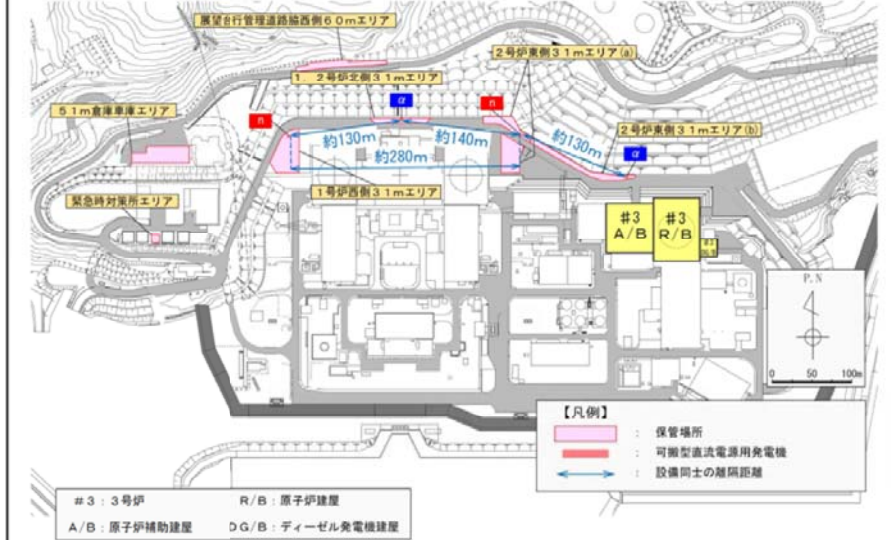 展望台行管理道路脇西側60mエリア
2号炉東側31mエリア(a)
1、2号炉北側31mエリア
α
n
n
51m倉庫車庫エリア
約130m
約140m
約130m
2号炉東側31mエリア(b)
α
約280m
1号炉西側31mエリア
緊急時対策所エリア
#3
A/B
#3
R/B
P.N
0 50 100m
【凡例】
: 保管場所
: 可搬型直流電源用発電機
: 設備同士の離隔距離
#3:3号炉 R/B:原子炉建屋
A/B:原子炉補助建屋 DG/B:ディーゼル発電機建屋